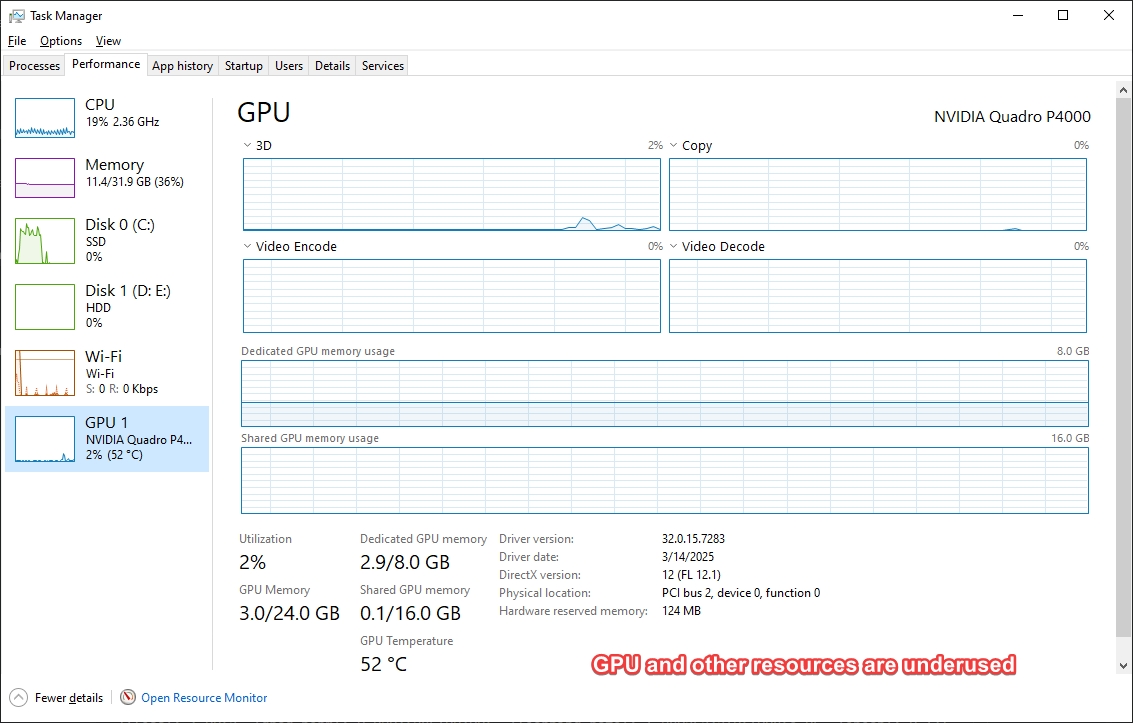 Task Manager
File Options View
Processes Performance App history Startup Users Details Services
CPU
19% 2.36 GHz
Memory
11.4/31.9 GB (36%)
Disk 0 (C:)
SSD
0%
Disk 1 (D: E:)
HDD
0%
Wi-Fi
Wi-Fi
S: 0 R: 0 Kbps
GPU 1
NVIDIA Quadro P4...
2% (52 °C)
GPU NVIDIA Quadro P4000
3D 2% Copy 0%
Video Encode 0% Video Decode 0%
Dedicated GPU memory usage 8.0 GB
Shared GPU memory usage 16.0 GB
Utilization
2%
GPU Memory
3.0/24.0 GB
Dedicated GPU memory
2.9/8.0 GB
Shared GPU memory
0.1/16.0 GB
GPU Temperature
52 °C
Driver version: 32.0.15.7283
Driver date: 3/14/2025
DirectX version: 12 (FL 12.1)
Physical location: PCI bus 2, device 0, function 0
Hardware reserved memory: 124 MB
GPU and other resources are underused
Fewer details Open Resource Monitor